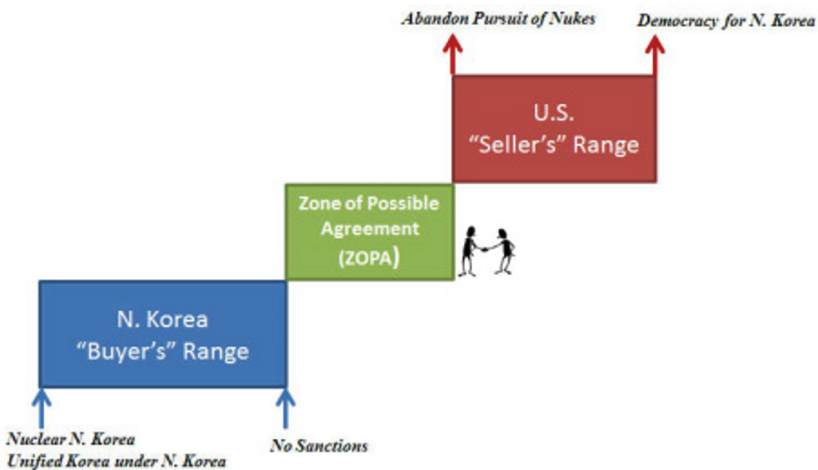 Abandon Pursuit of Nukes
Democracy for N. Korea
U.S.
“Seller’s” Range
Zone of Possible
Agreement
(ZOPA)
N. Korea
“Buyer’s” Range
Nuclear N. Korea
Unified Korea under N. Korea
No Sanctions